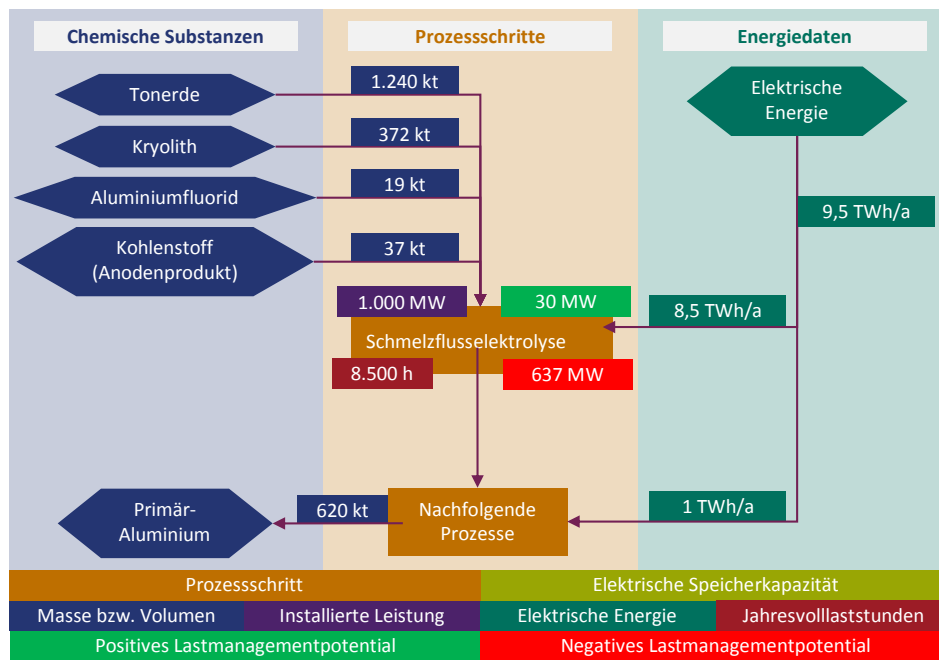 Chemische Substanzen
Prozessschritte
Energiedaten
Tonerde
1.240 kt
Elektrische
Energie
Kryolith
372 kt
Aluminiumfluorid
19 kt
9,5 TWh/a
Kohlenstoff
(Anodenprodukt)
37 kt
1.000 MW
30 MW
8,5 TWh/a
Schmelzflusselektrolyse
8.500 h
637 MW
Primär-
Aluminium
620 kt
Nachfolgende
Prozesse
1 TWh/a
Prozessschritt
Elektrische Speicherkapazität
Masse bzw. Volumen
Installierte Leistung
Elektrische Energie
Jahresvolllaststunden
Positives Lastmanagementpotential
Negatives Lastmanagementpotential